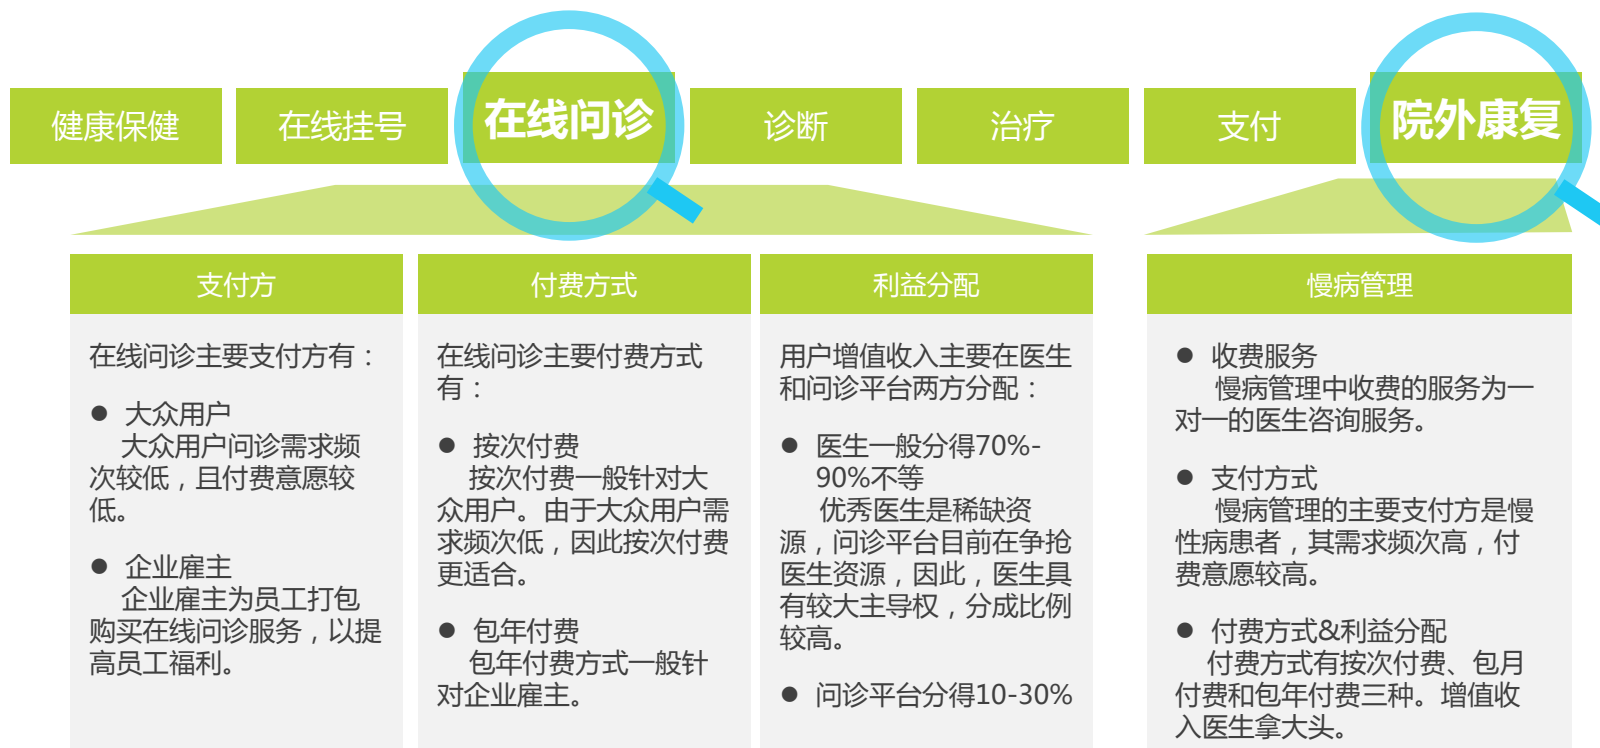 健康保健
在线挂号
在线问诊
诊断
治疗
支付
院外康复
支付方
在线问诊主要支付方有：
● 大众用户
大众用户问诊需求频
次较低，且付费意愿较
低。
● 企业雇主
企业雇主为员工打包
购买在线问诊服务，以提
高员工福利。
付费方式
在线问诊主要付费方式
有：
● 按次付费
按次付费一般针对大
众用户。由于大众用户需
求频次低，因此按次付费
更适合。
● 包年付费
包年付费方式一般针
对企业雇主。
利益分配
用户增值收入主要在医生
和问诊平台两方分配：
● 医生一般分得70%-
90%不等
优秀医生是稀缺资
源，问诊平台目前在争抢
医生资源，因此，医生具
有较大主导权，分成比例
较高。
● 问诊平台分得10-30%
慢病管理
● 收费服务
慢病管理中收费的服务为一
对一的医生咨询服务。
● 支付方式
慢病管理的主要支付方是慢
性病患者，其需求频次高，付
费意愿较高。
● 付费方式&利益分配
付费方式有按次付费、包月
付费和包年付费三种。增值收
入医生拿大头。